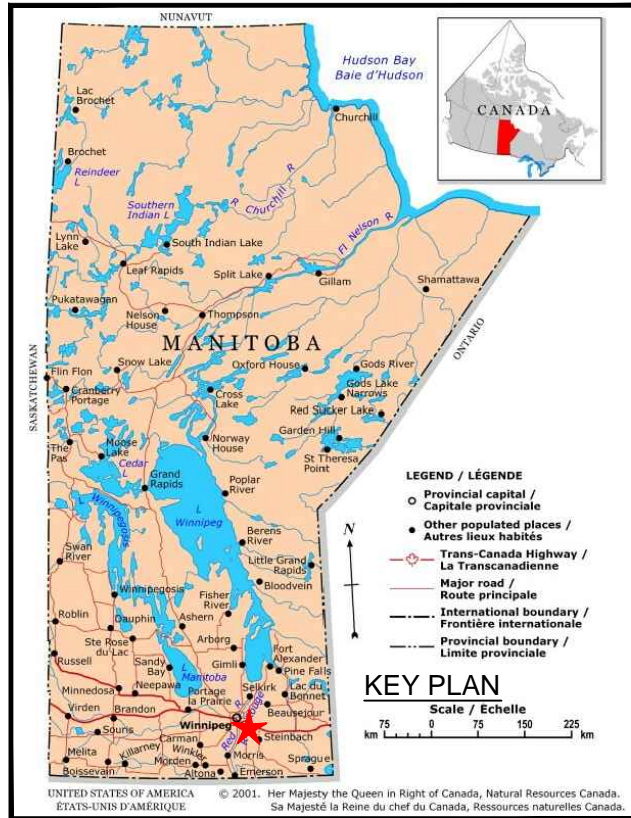 NUNAVUT
Hudson Bay
Baie d'Hudson
CANADA
Lac
Brochet
Churchill
Brochet
Reindeer
L
Southern
Indian L
R Churchill R
Lynn
Lake
South Indian Lake
Fl Nelson R
Leaf Rapids
Split Lake
Gillam
Shamattawa
Pukatawagan
Nelson
House
Thompson
MANITOBA
ONTARIO
SASKATCHEWAN
Snow Lake
Oxford House
Gods River
Flin Flon
Cranberry
Portage
Cross
Lake
Gods Lake
Narrows
Red Sucker Lake
Garden Hill
Norway
House
St Theresa
Point
The
Pas
Moose
Lake
Cedar
L
Grand
Rapids
Poplar
River
L
Winnipeg
Winnipegosis
Swan
River
Berens
River
Little Grand
Rapids
Bloodvein
Winnipegosis
Fisher
River
Roblin
Dauphin
Ashern
Ste Rose
du Lac
Arborg
Russell
Sandy
Bay
Gimli
Fort
Alexander
Pine Falls
L
Manitoba
Minnedosa
Neepawa
Portage
la Prairie
Selkirk
Lac du
Bonnet
Virden
Brandon
Beausejour
Winnipeg
Red
R
Souris
Carman
Winkler
Steinbach
Melita
Killarney
Morris
Boissevain
Morden
Altona
Emerson
Sprague
LEGEND / LÉGENDE
Provincial capital /
Capitale provinciale
Other populated places /
Autres lieux habités
Trans-Canada Highway /
La Transcanadienne
Major road /
Route principale
International boundary /
Frontière internationale
Provincial boundary /
Limite provinciale
N
KEY PLAN
Scale / Echelle
75 0 75 150 225
km km
UNITED STATES OF AMERICA
ÉTATS-UNIS D'AMÉRIQUE
© 2001. Her Majesty the Queen in Right of Canada, Natural Resources Canada.
Sa Majesté la Reine du chef du Canada, Ressources naturelles Canada.